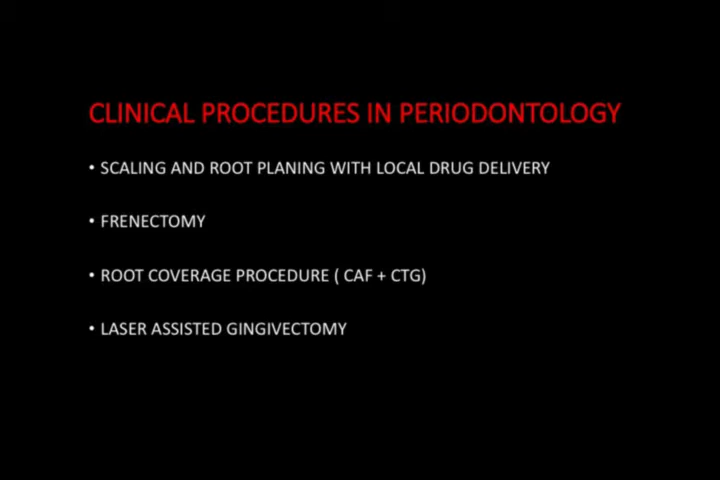 CLINICAL PROCEDURES IN PERIODONTOLOGY
• SCALING AND ROOT PLANING WITH LOCAL DRUG DELIVERY
• FRENECTOMY
• ROOT COVERAGE PROCEDURE ( CAF + CTG)
• LASER ASSISTED GINGIVECTOMY